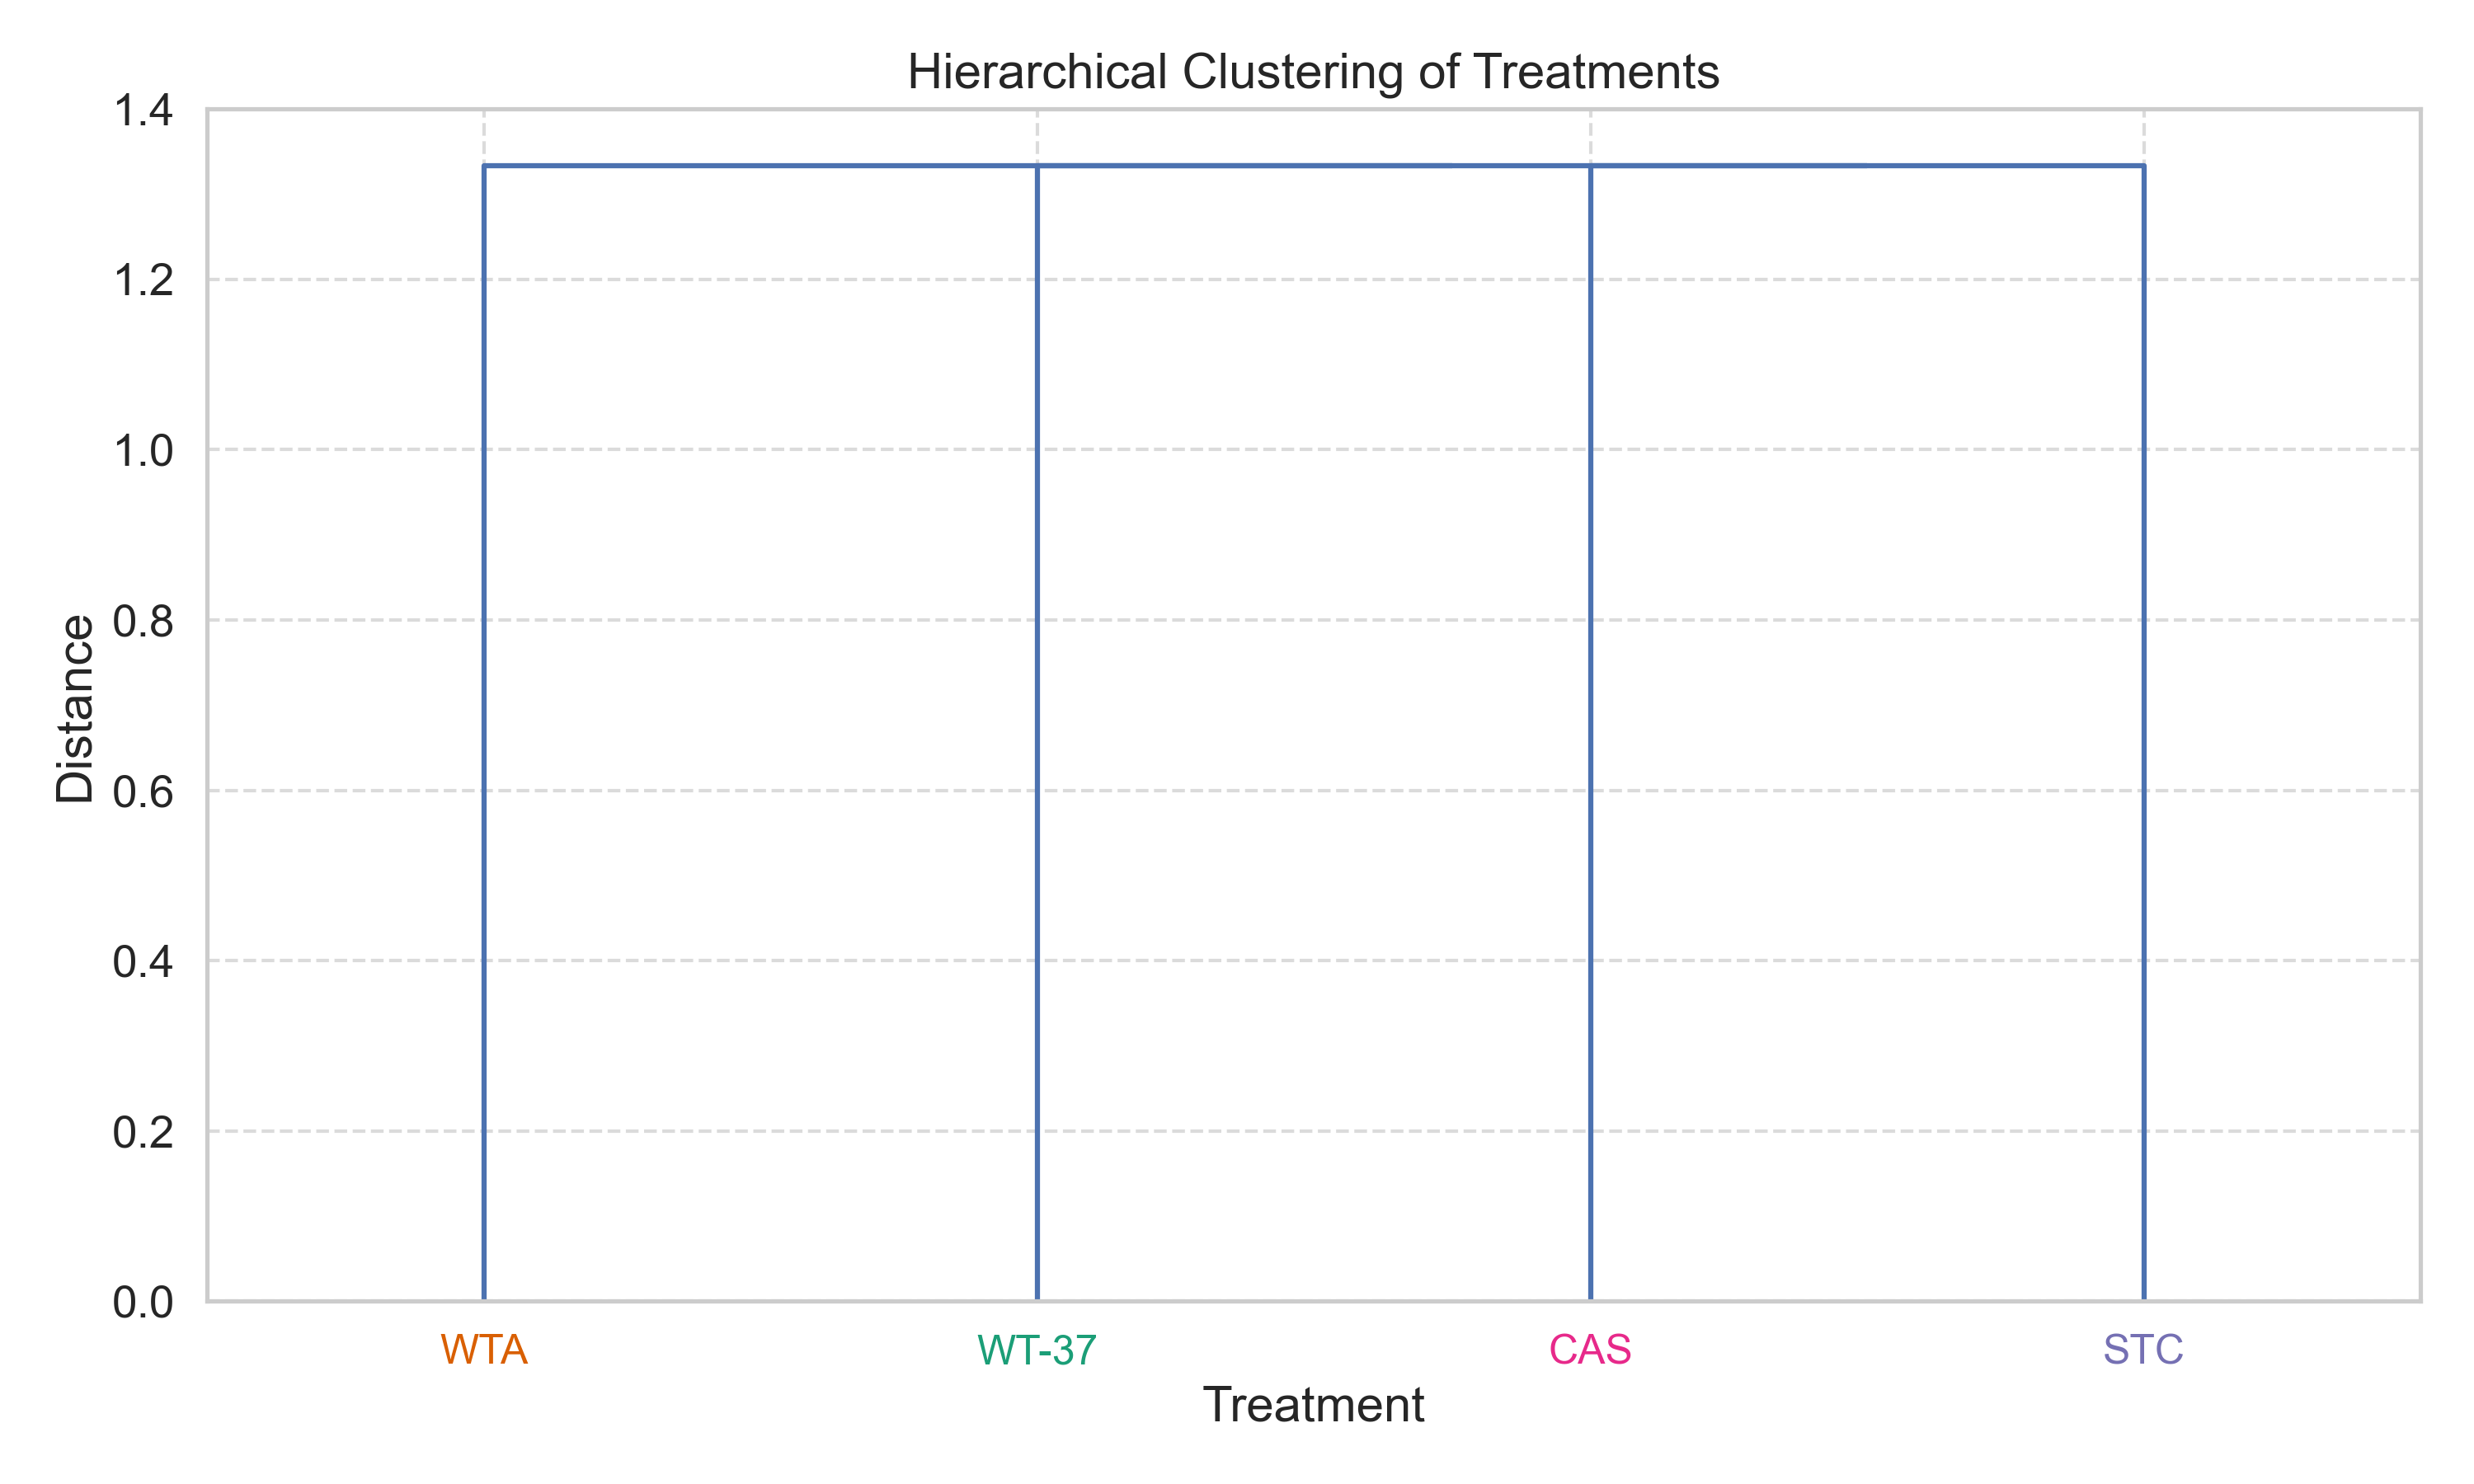 Hierarchical Clustering of Treatments
1.4
1.2
1.0
0.8
0.6
0.4
0.2
0.0
Distance
WTA WT-37 CAS STC
Treatment